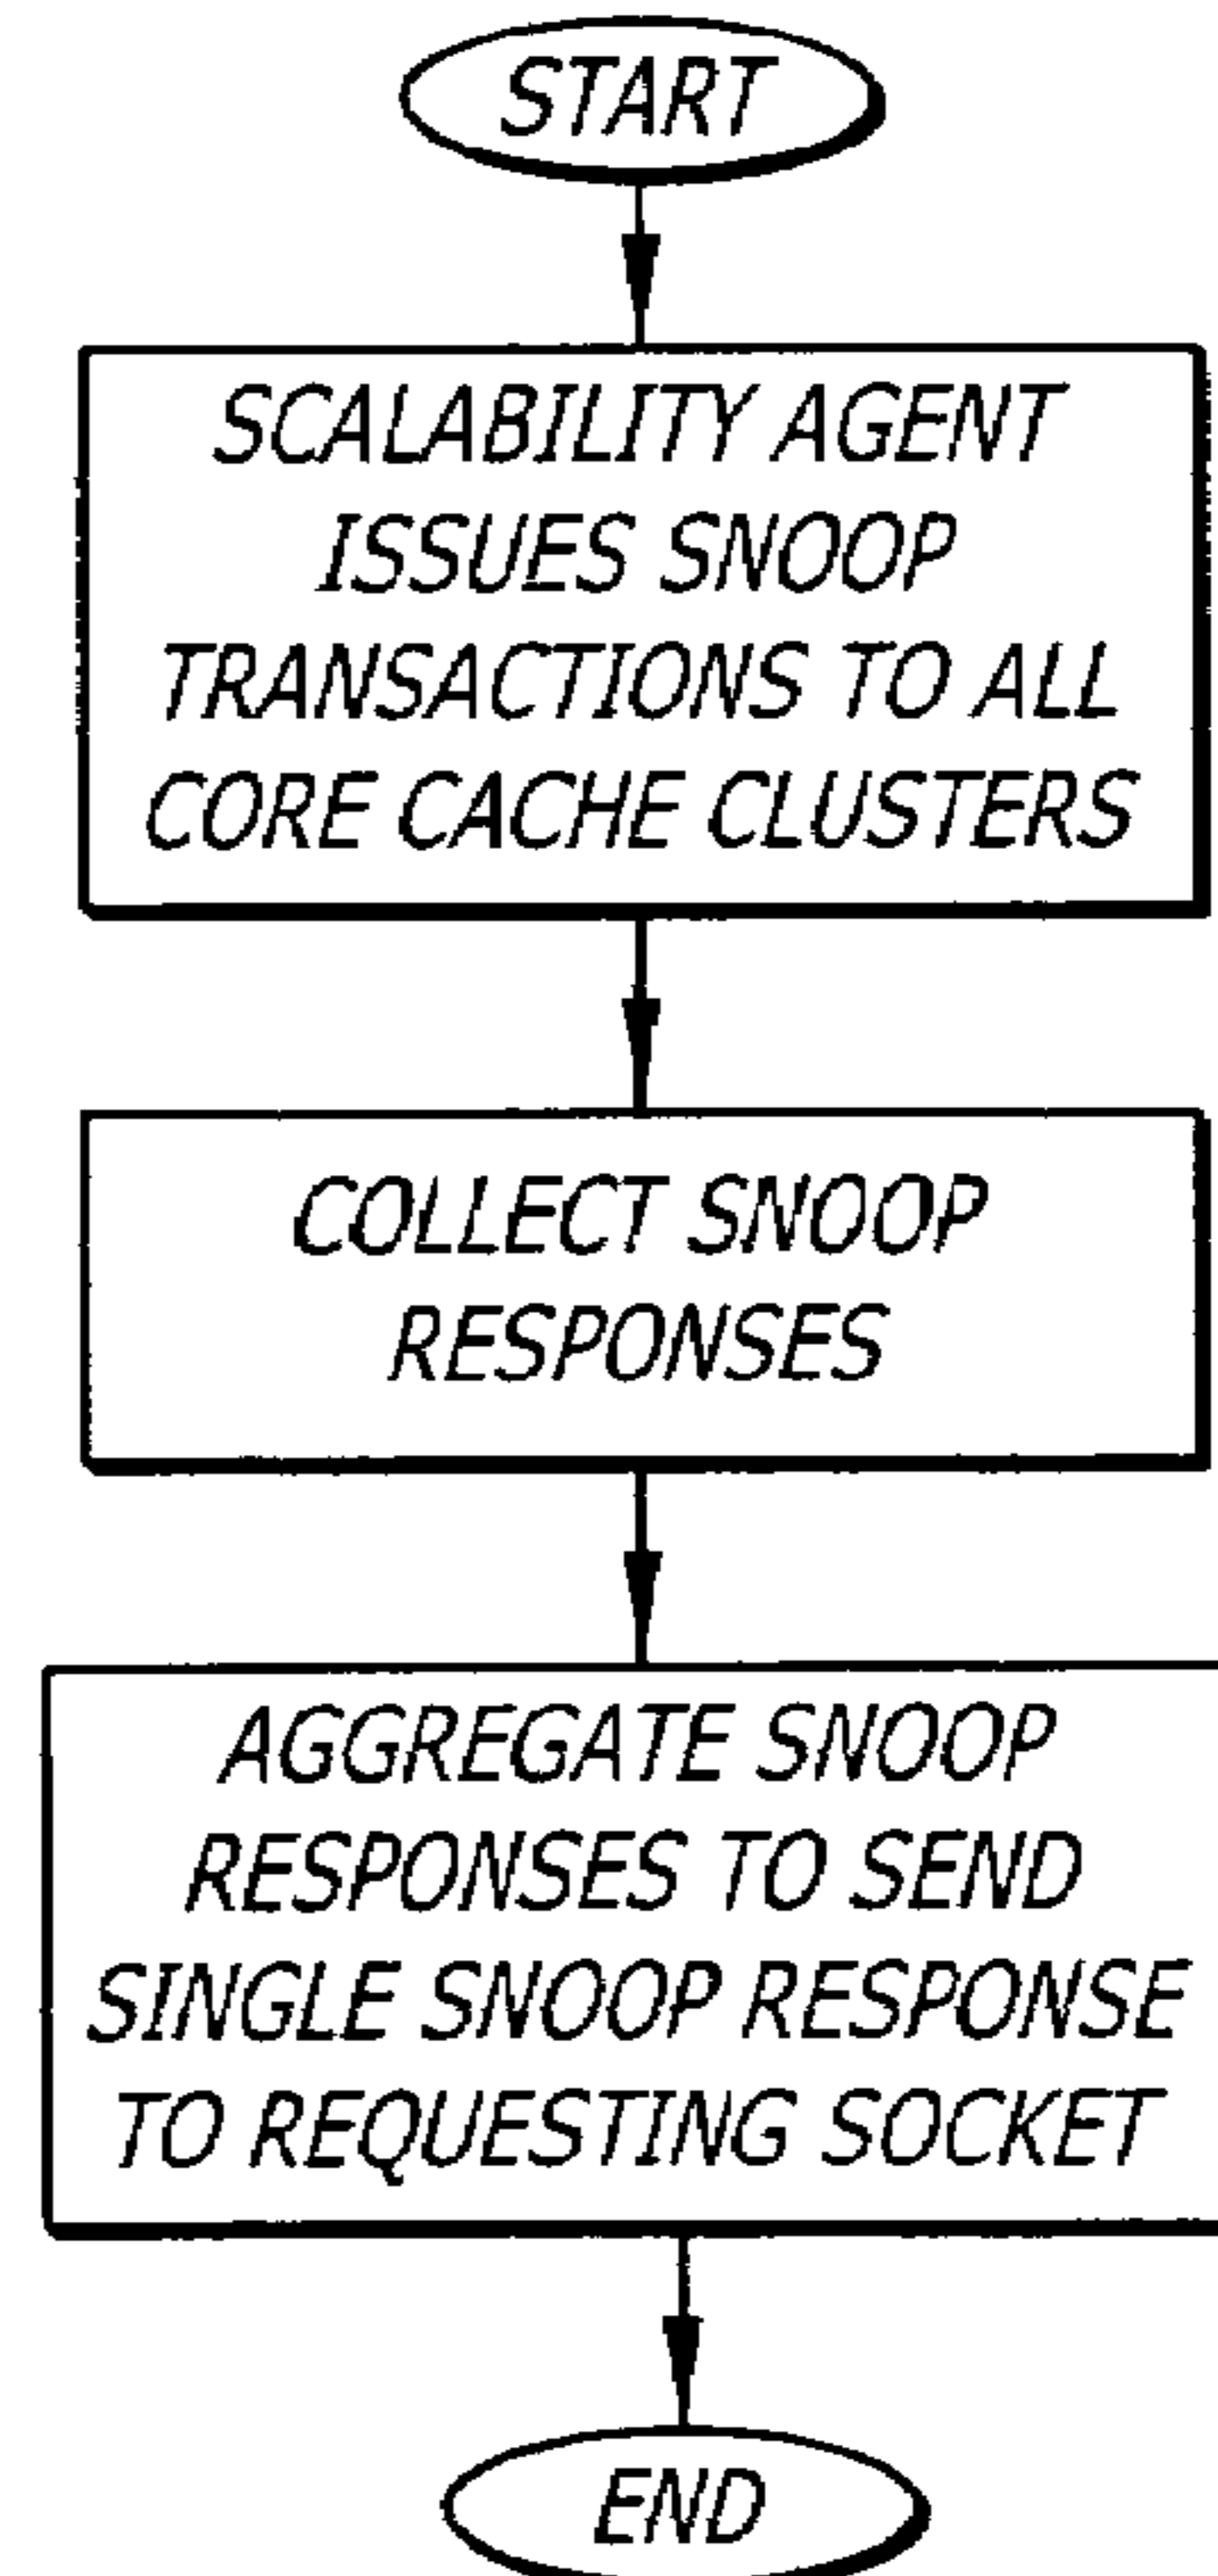 START
SCALABILITY AGENT
ISSUES SNOOP
TRANSACTIONS TO ALL
CORE CACHE CLUSTERS
COLLECT SNOOP
RESPONSES
AGGREGATE SNOOP
RESPONSES TO SEND
SINGLE SNOOP RESPONSE
TO REQUESTING SOCKET
END